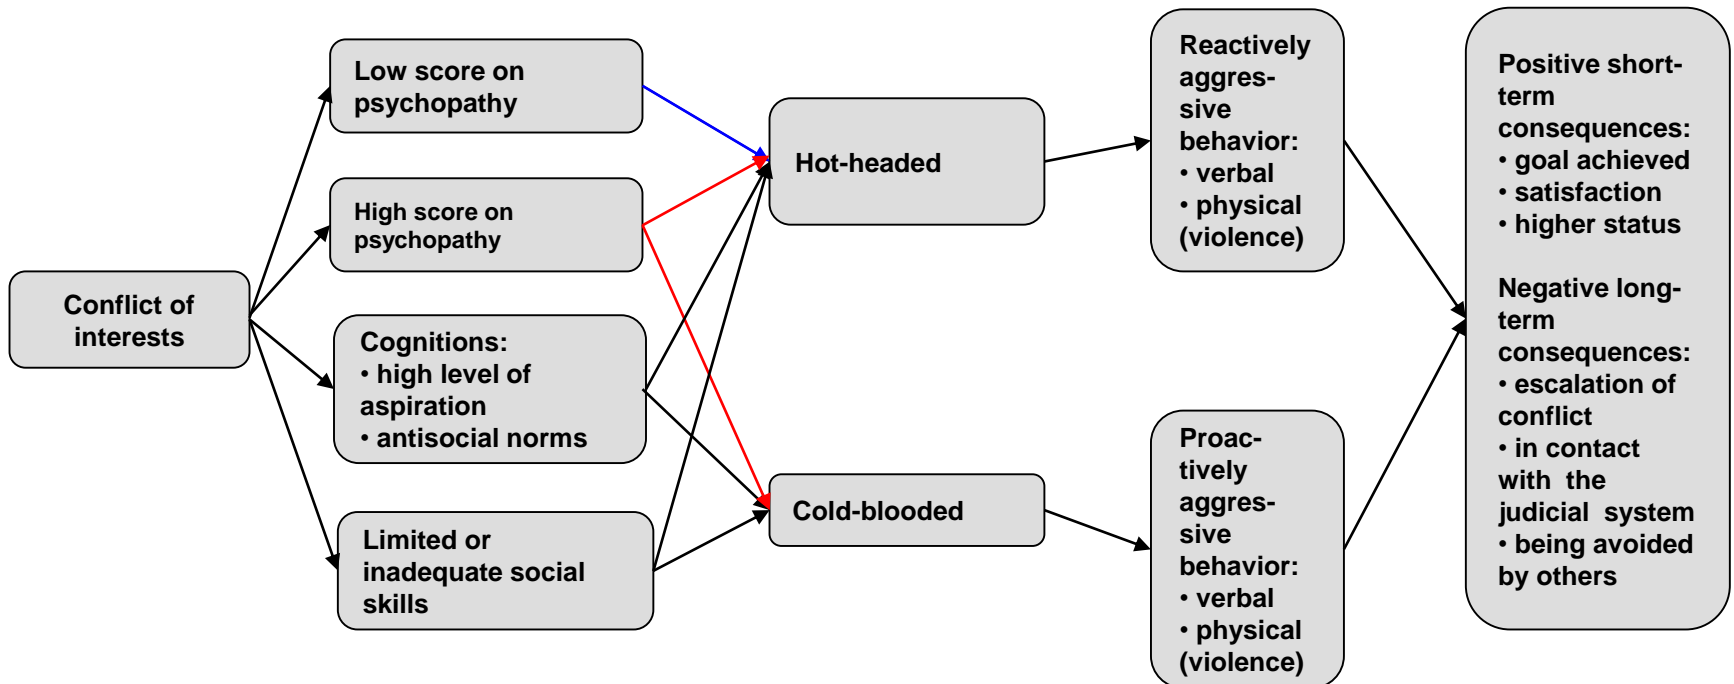 Conflict of
interests
Low score on
psychopathy
High score on
psychopathy
Cognitions:
• high level of
aspiration
• antisocial norms
Limited or
inadequate social
skills
Hot-headed
Cold-blooded
Reactively
aggres-
sive
behavior:
• verbal
• physical
(violence)
Proac-
tively
aggres-
sive
behavior:
• verbal
• physical
(violence)
Positive short-
term
consequences:
• goal achieved
• satisfaction
• higher status
Negative long-
term
consequences:
• escalation of
conflict
• in contact
with the
judicial system
• being avoided
by others